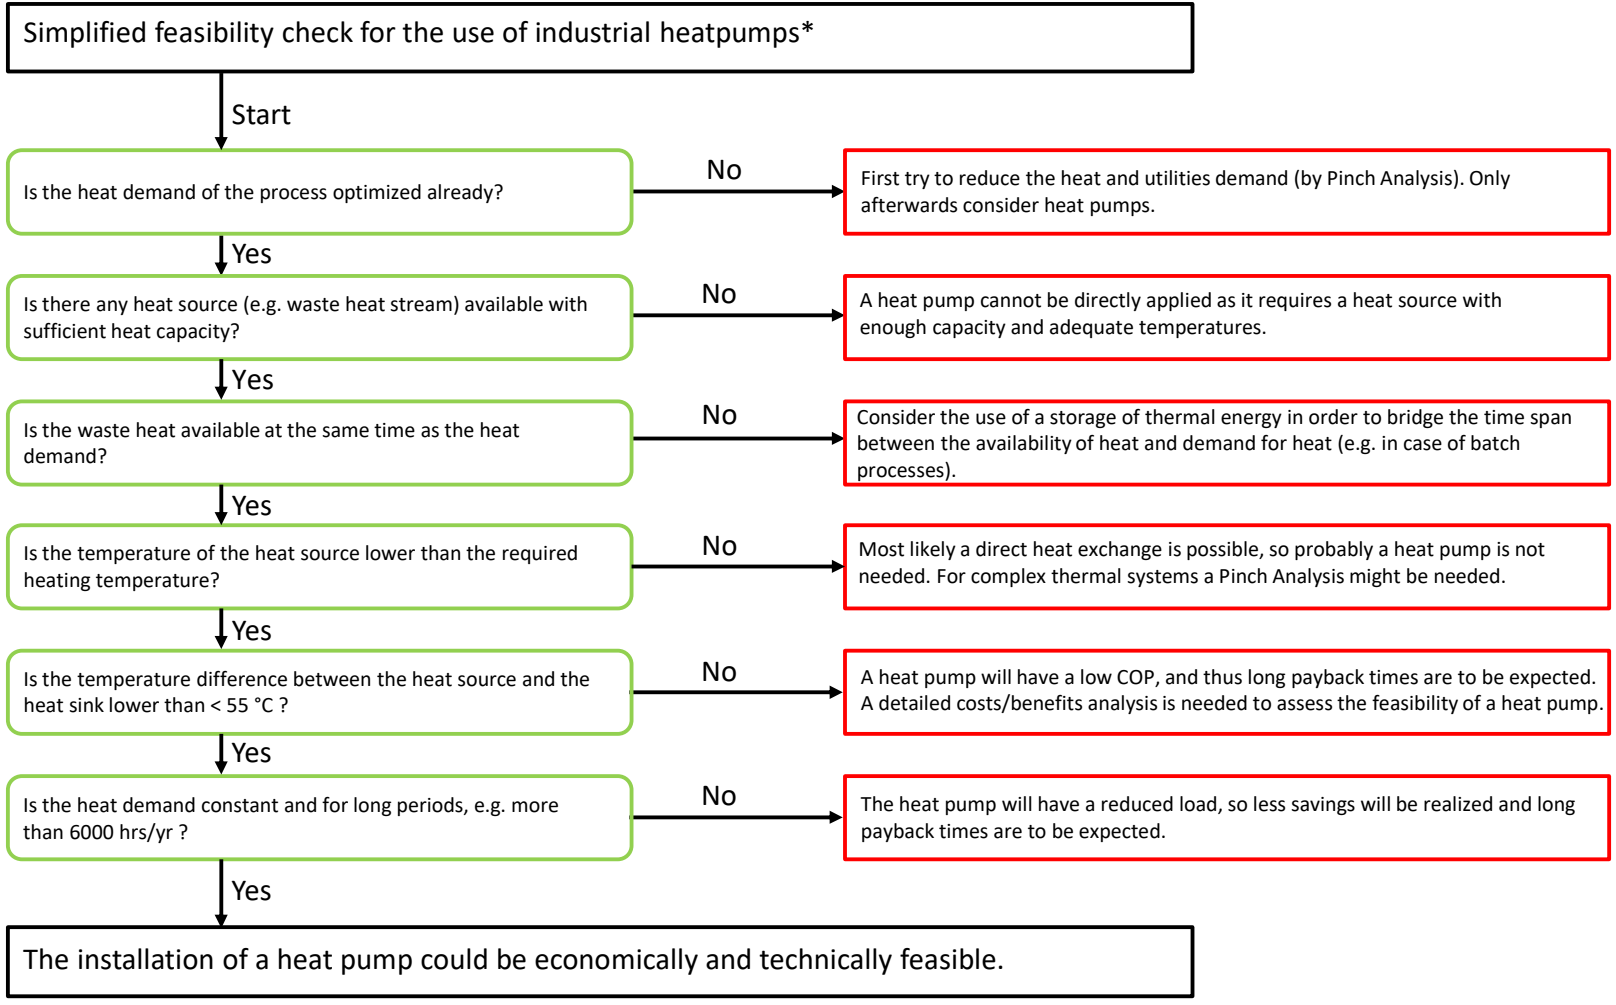 Simplified feasibility check for the use of industrial heatpumps*
Start
Is the heat demand of the process optimized already?
No
First try to reduce the heat and utilities demand (by Pinch Analysis). Only
afterwards consider heat pumps.
Yes
Is there any heat source (e.g. waste heat stream) available with
sufficient heat capacity?
No
A heat pump cannot be directly applied as it requires a heat source with
enough capacity and adequate temperatures.
Yes
Is the waste heat available at the same time as the heat
demand?
No
Consider the use of a storage of thermal energy in order to bridge the time span
between the availability of heat and demand for heat (e.g. in case of batch
processes).
Yes
Is the temperature of the heat source lower than the required
heating temperature?
No
Most likely a direct heat exchange is possible, so probably a heat pump is not
needed. For complex thermal systems a Pinch Analysis might be needed.
Yes
Is the temperature difference between the heat source and the
heat sink lower than < 55 °C ?
No
A heat pump will have a low COP, and thus long payback times are to be expected.
A detailed costs/benefits analysis is needed to assess the feasibility of a heat pump.
Yes
Is the heat demand constant and for long periods, e.g. more
than 6000 hrs/yr ?
No
The heat pump will have a reduced load, so less savings will be realized and long
payback times are to be expected.
Yes
The installation of a heat pump could be economically and technically feasible.